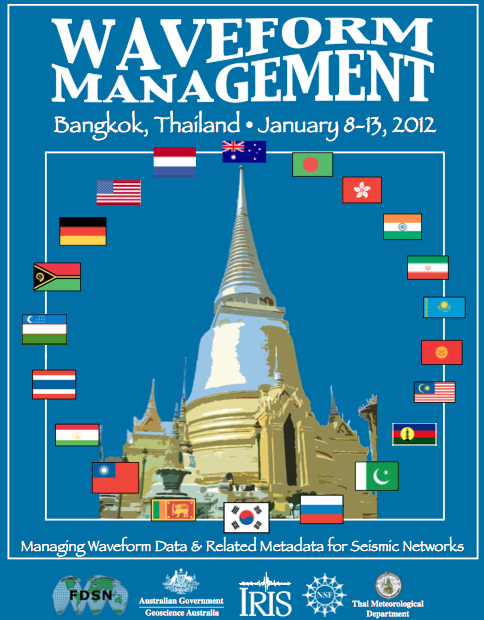 WAVEFORM
MANAGEMENT
Bangkok, Thailand • January 8-13, 2012
Managing Waveform Data & Related Metadata for Seismic Networks
FDSN
Australian Government
Geoscience Australia
IRIS
NSF
Thai Meteorological
Department